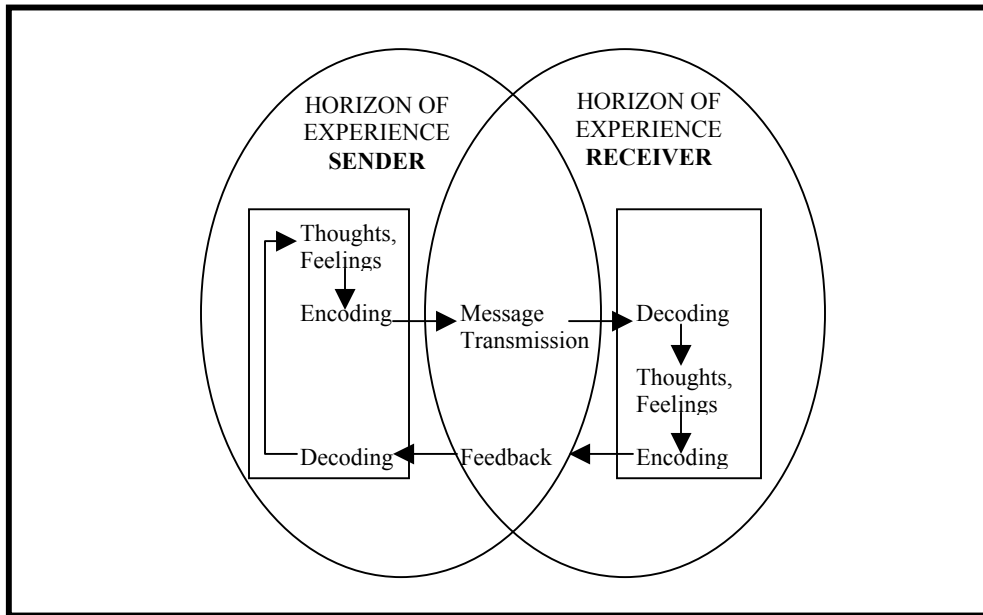 HORIZON OF
EXPERIENCE
SENDER
HORIZON OF
EXPERIENCE
RECEIVER
Thoughts,
Feelings
Encoding
Message
Transmission
Decoding
Thoughts,
Feelings
Encoding
Feedback
Decoding